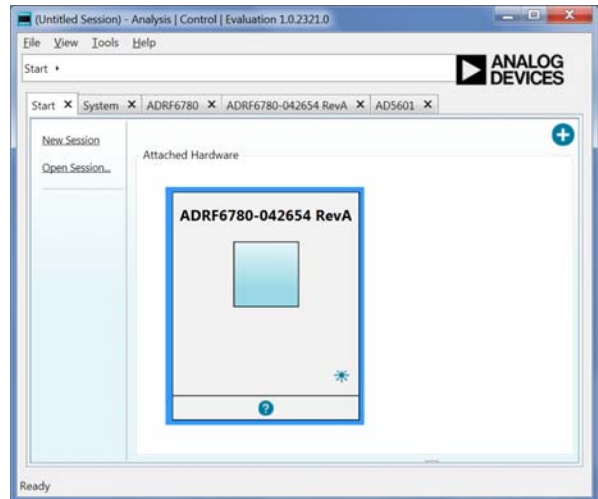 (Untitled Session) - Analysis | Control | Evaluation 1.0.2321.0
File View Tools Help
Start
ANALOG
DEVICES
Start System ADRF6780 ADRF6780-042654 RevA AD5601
New Session
Open Session...
Attached Hardware
ADRF6780-042654 RevA
?
Ready